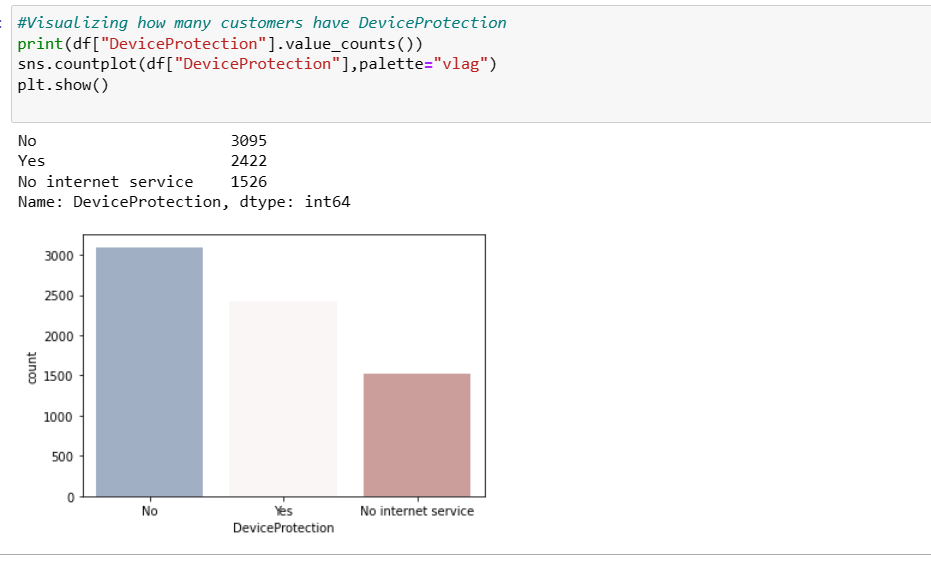 #Visualizing how many customers have DeviceProtection
print(df["DeviceProtection"].value_counts())
sns.countplot(df["DeviceProtection"],palette="vlag")
plt.show()
No 3095
Yes 2422
No internet service 1526
Name: DeviceProtection, dtype: int64
3000
2500
2000
1500
1000
500
0
count
No Yes No internet service
DeviceProtection